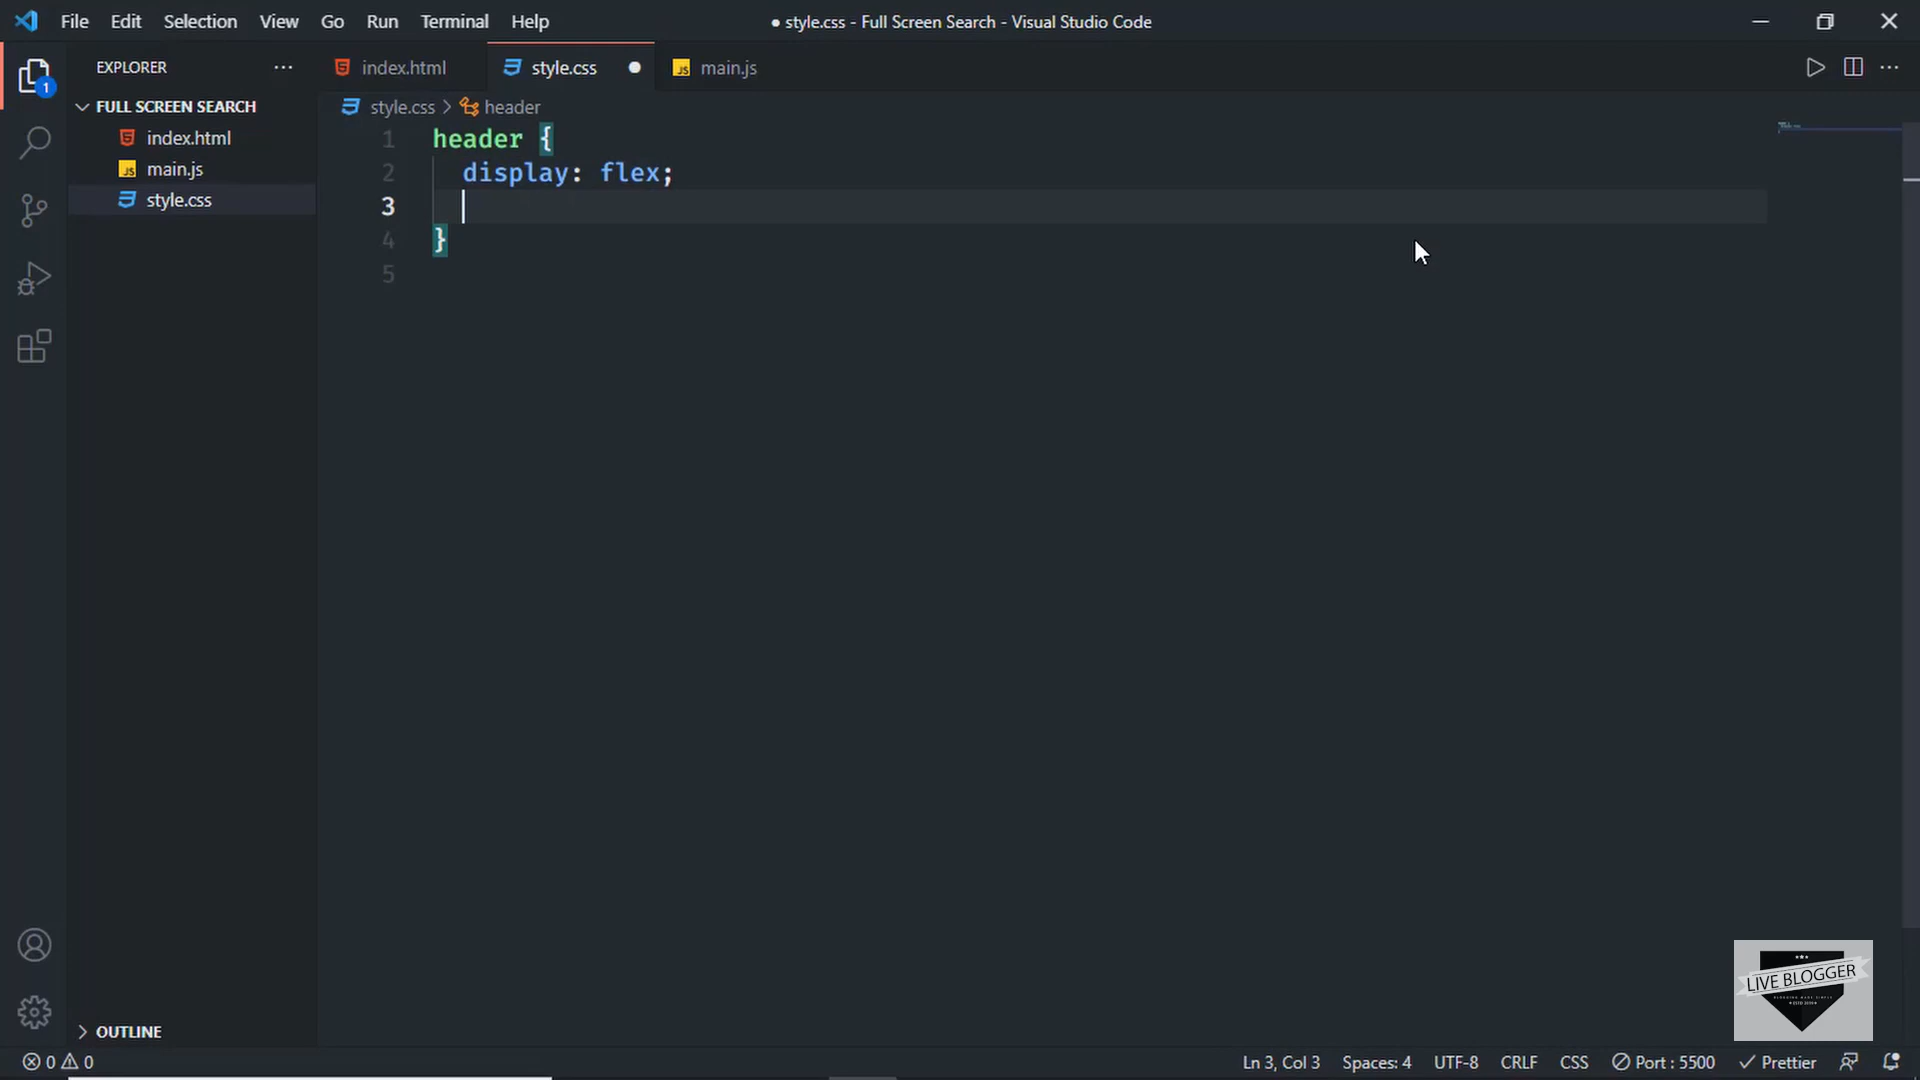 File Edit Selection View Go Run Terminal Help
● style.css - Full Screen Search - Visual Studio Code
EXPLORER
index.html
style.css
main.js
1
FULL SCREEN SEARCH
style.css > header
index.html
main.js
style.css
1 header {
2 display: flex;
3
4 }
5
LIVE BLOGGER
OUTLINE
0 0
Ln 3, Col 3 Spaces: 4 UTF-8 CRLF CSS Port : 5500 Prettier